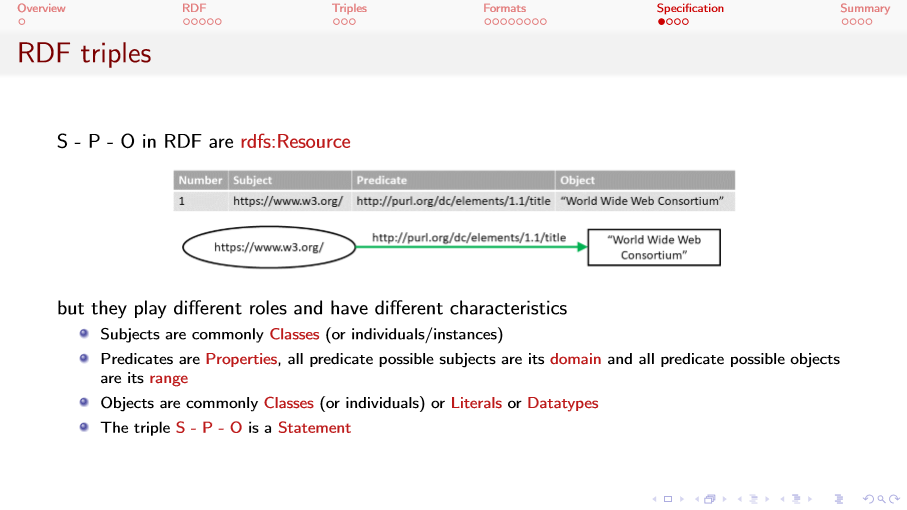 Overview RDF Triples Formats Specification Summary
RDF triples
S - P - O in RDF are rdfs:Resource
Number Subject Predicate Object
1 https://www.w3.org/ http://purl.org/dc/elements/1.1/title “World Wide Web Consortium”
http://purl.org/dc/elements/1.1/title
https://www.w3.org/
“World Wide Web
Consortium”
but they play different roles and have different characteristics
Subjects are commonly Classes (or individuals/instances)
Predicates are Properties, all predicate possible subjects are its domain and all predicate possible objects
are its range
Objects are commonly Classes (or individuals) or Literals or Datatypes
The triple S - P - O is a Statement